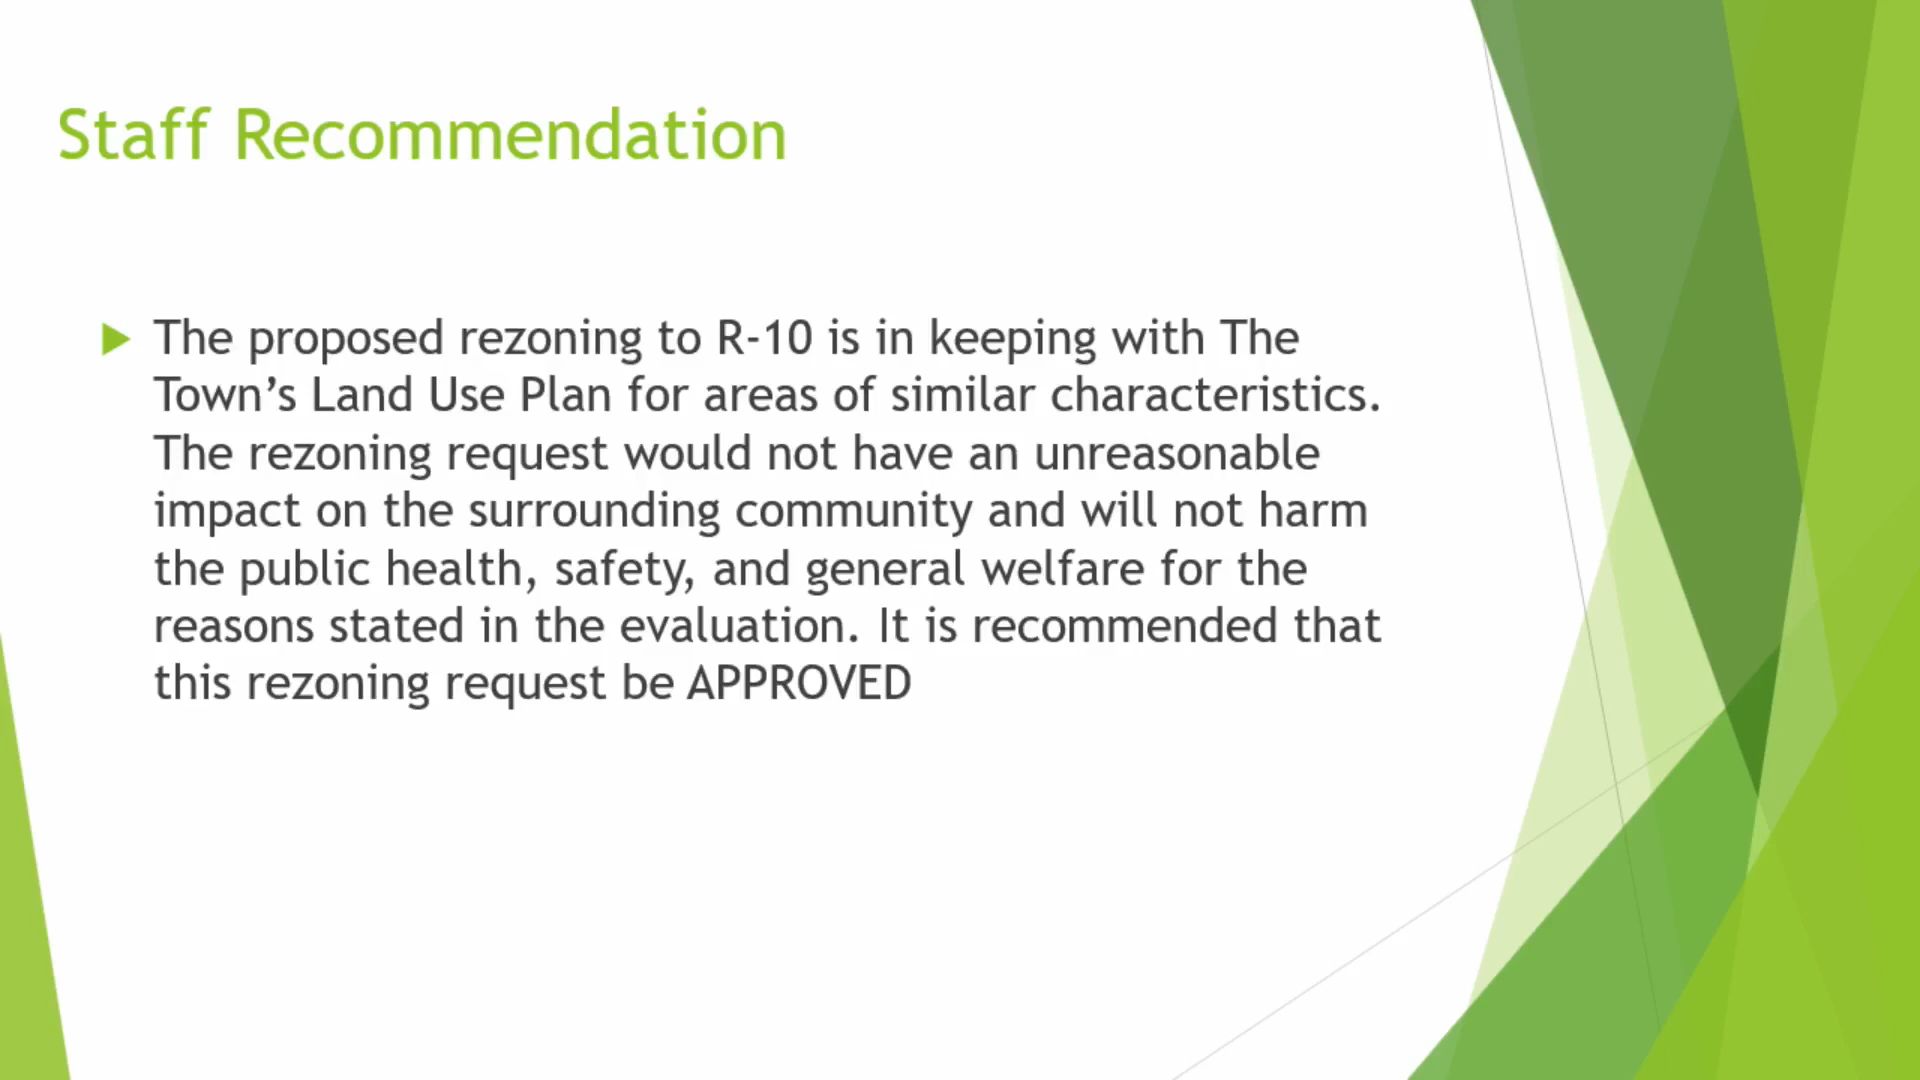 Staff Recommendation
The proposed rezoning to R-10 is in keeping with The
Town’s Land Use Plan for areas of similar characteristics.
The rezoning request would not have an unreasonable
impact on the surrounding community and will not harm
the public health, safety, and general welfare for the
reasons stated in the evaluation. It is recommended that
this rezoning request be APPROVED